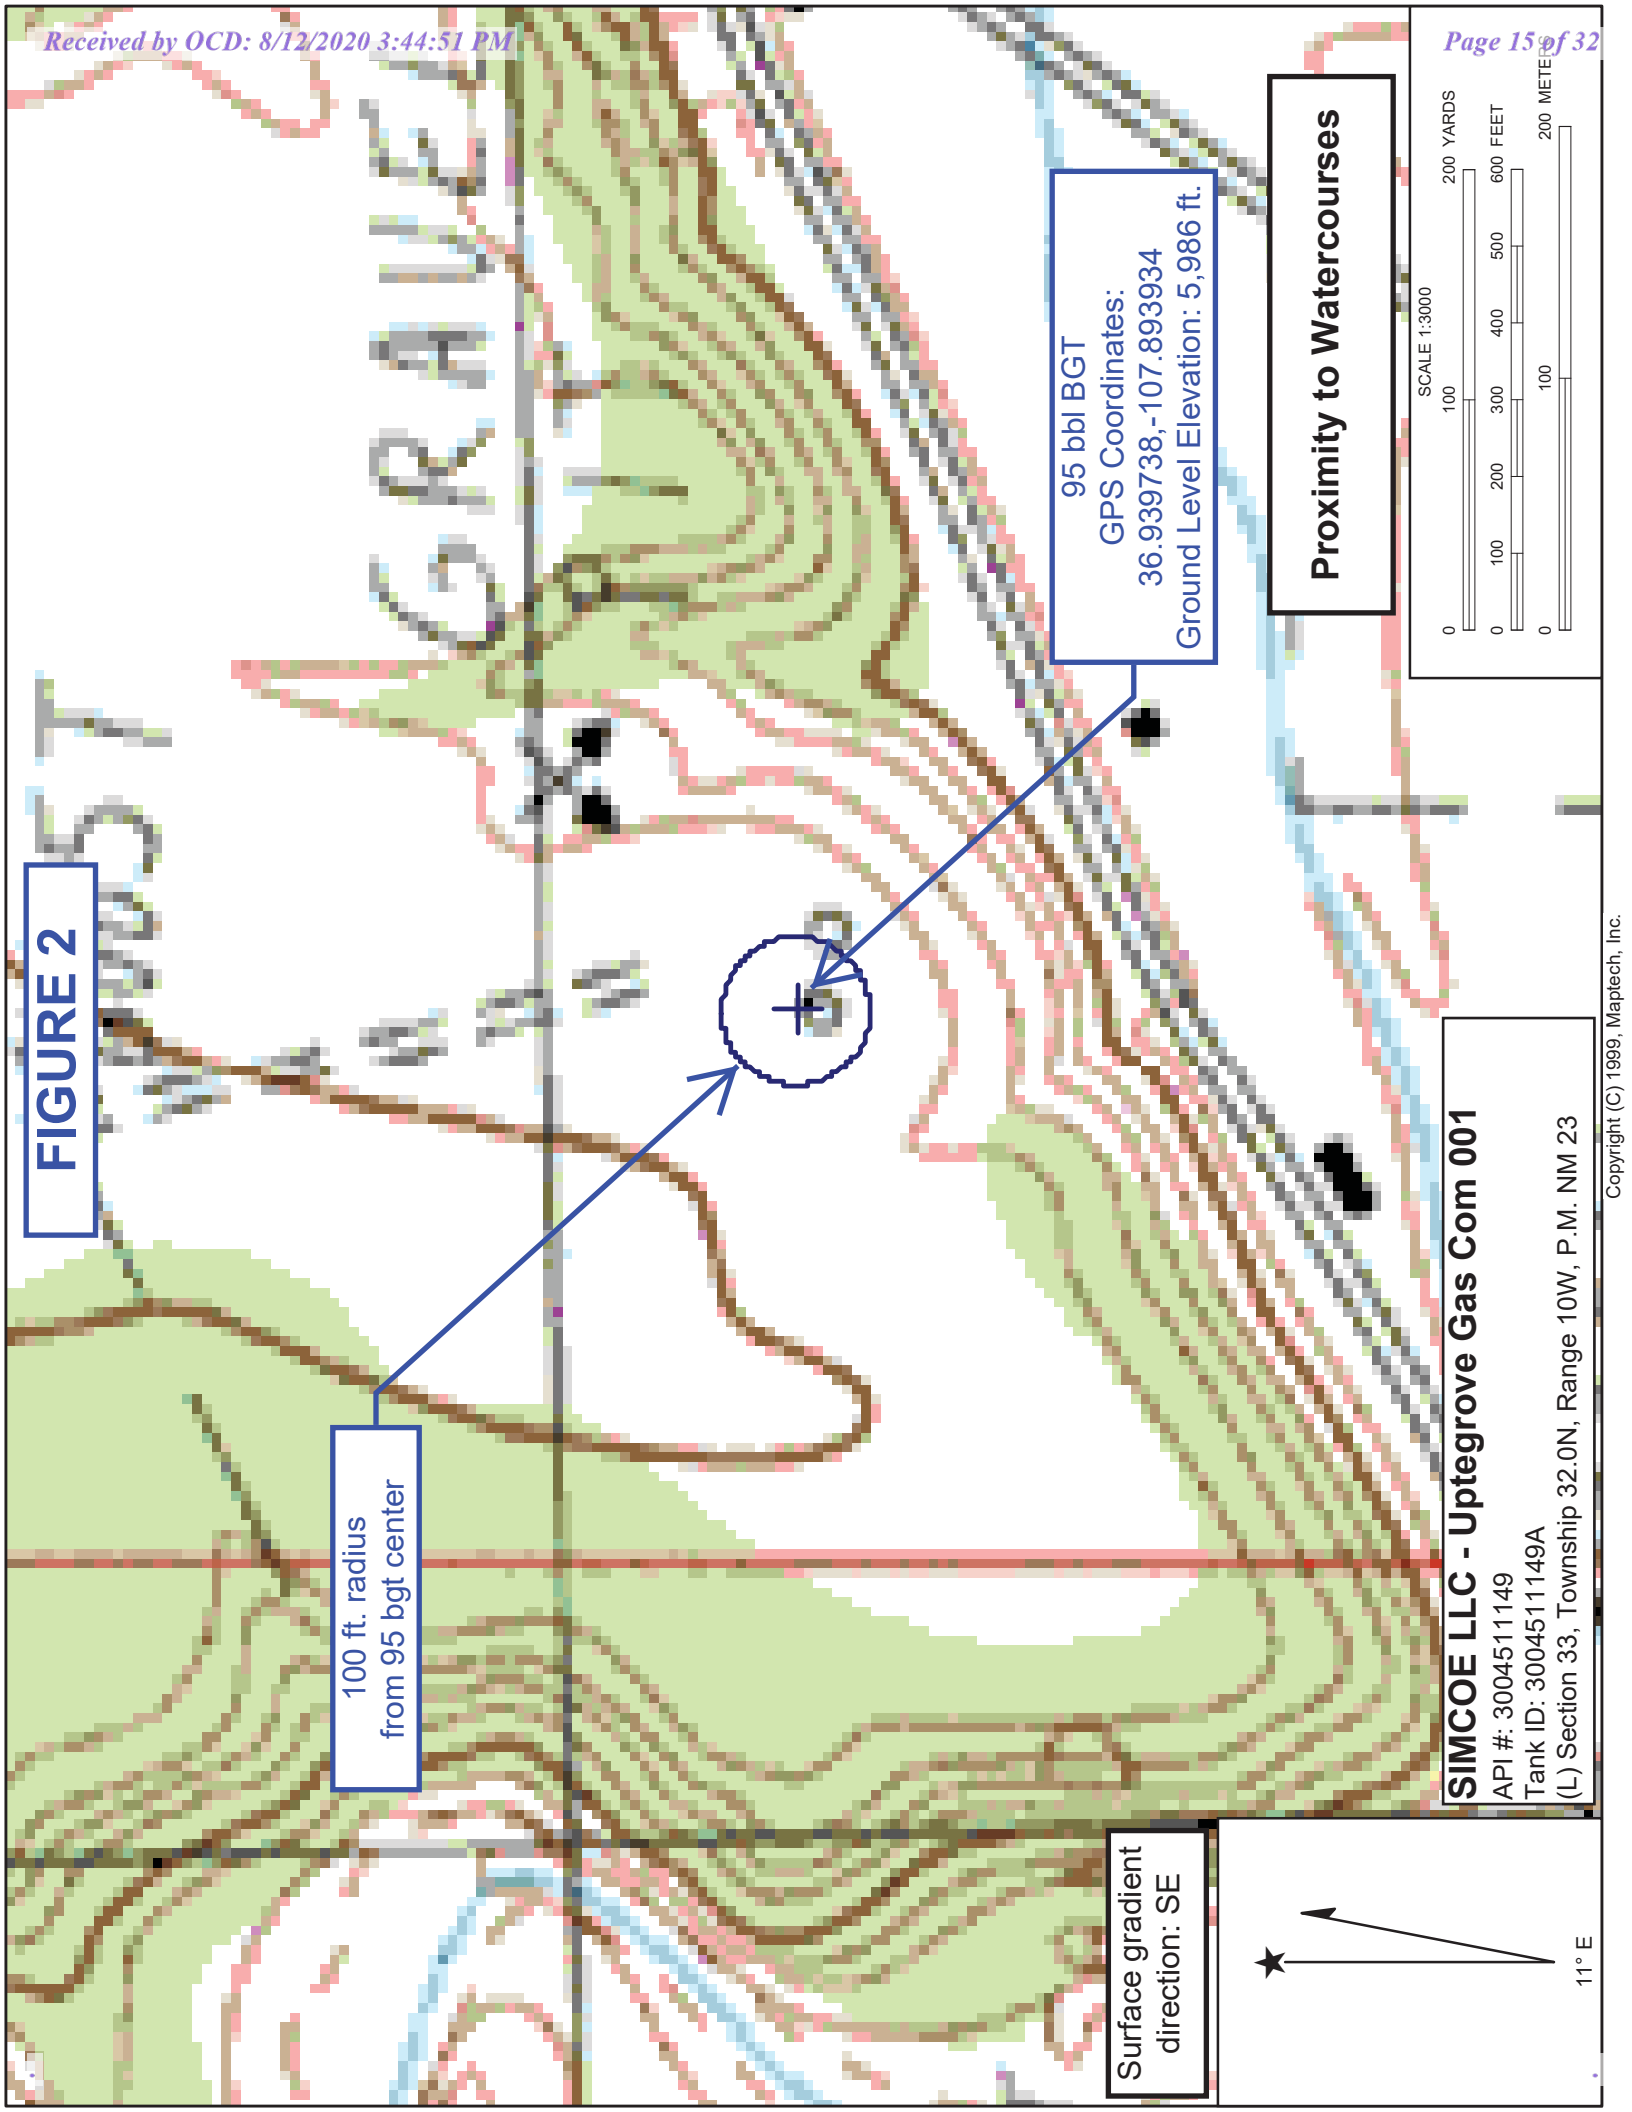 Received by OCD: 8/12/2020 3:44:51 PM
Page 15 of 32
FIGURE 2
GRAVEL
100 ft. radius
from 95 bgt center
95 bbl BGT
GPS Coordinates:
36.939738,-107.893934
Ground Level Elevation: 5,986 ft.
Surface gradient
direction: SE
11° E
SIMCOE LLC - Uptegrove Gas Com 001
API #: 3004511149
Tank ID: 3004511149A
(L) Section 33, Township 32.0N, Range 10W, P.M. NM 23
Proximity to Watercourses
SCALE 1:3000
0 100 200 YARDS
0 100 200 300 400 500 600 FEET
0 100 200 METERS
Copyright (C) 1999, Maptech, Inc.